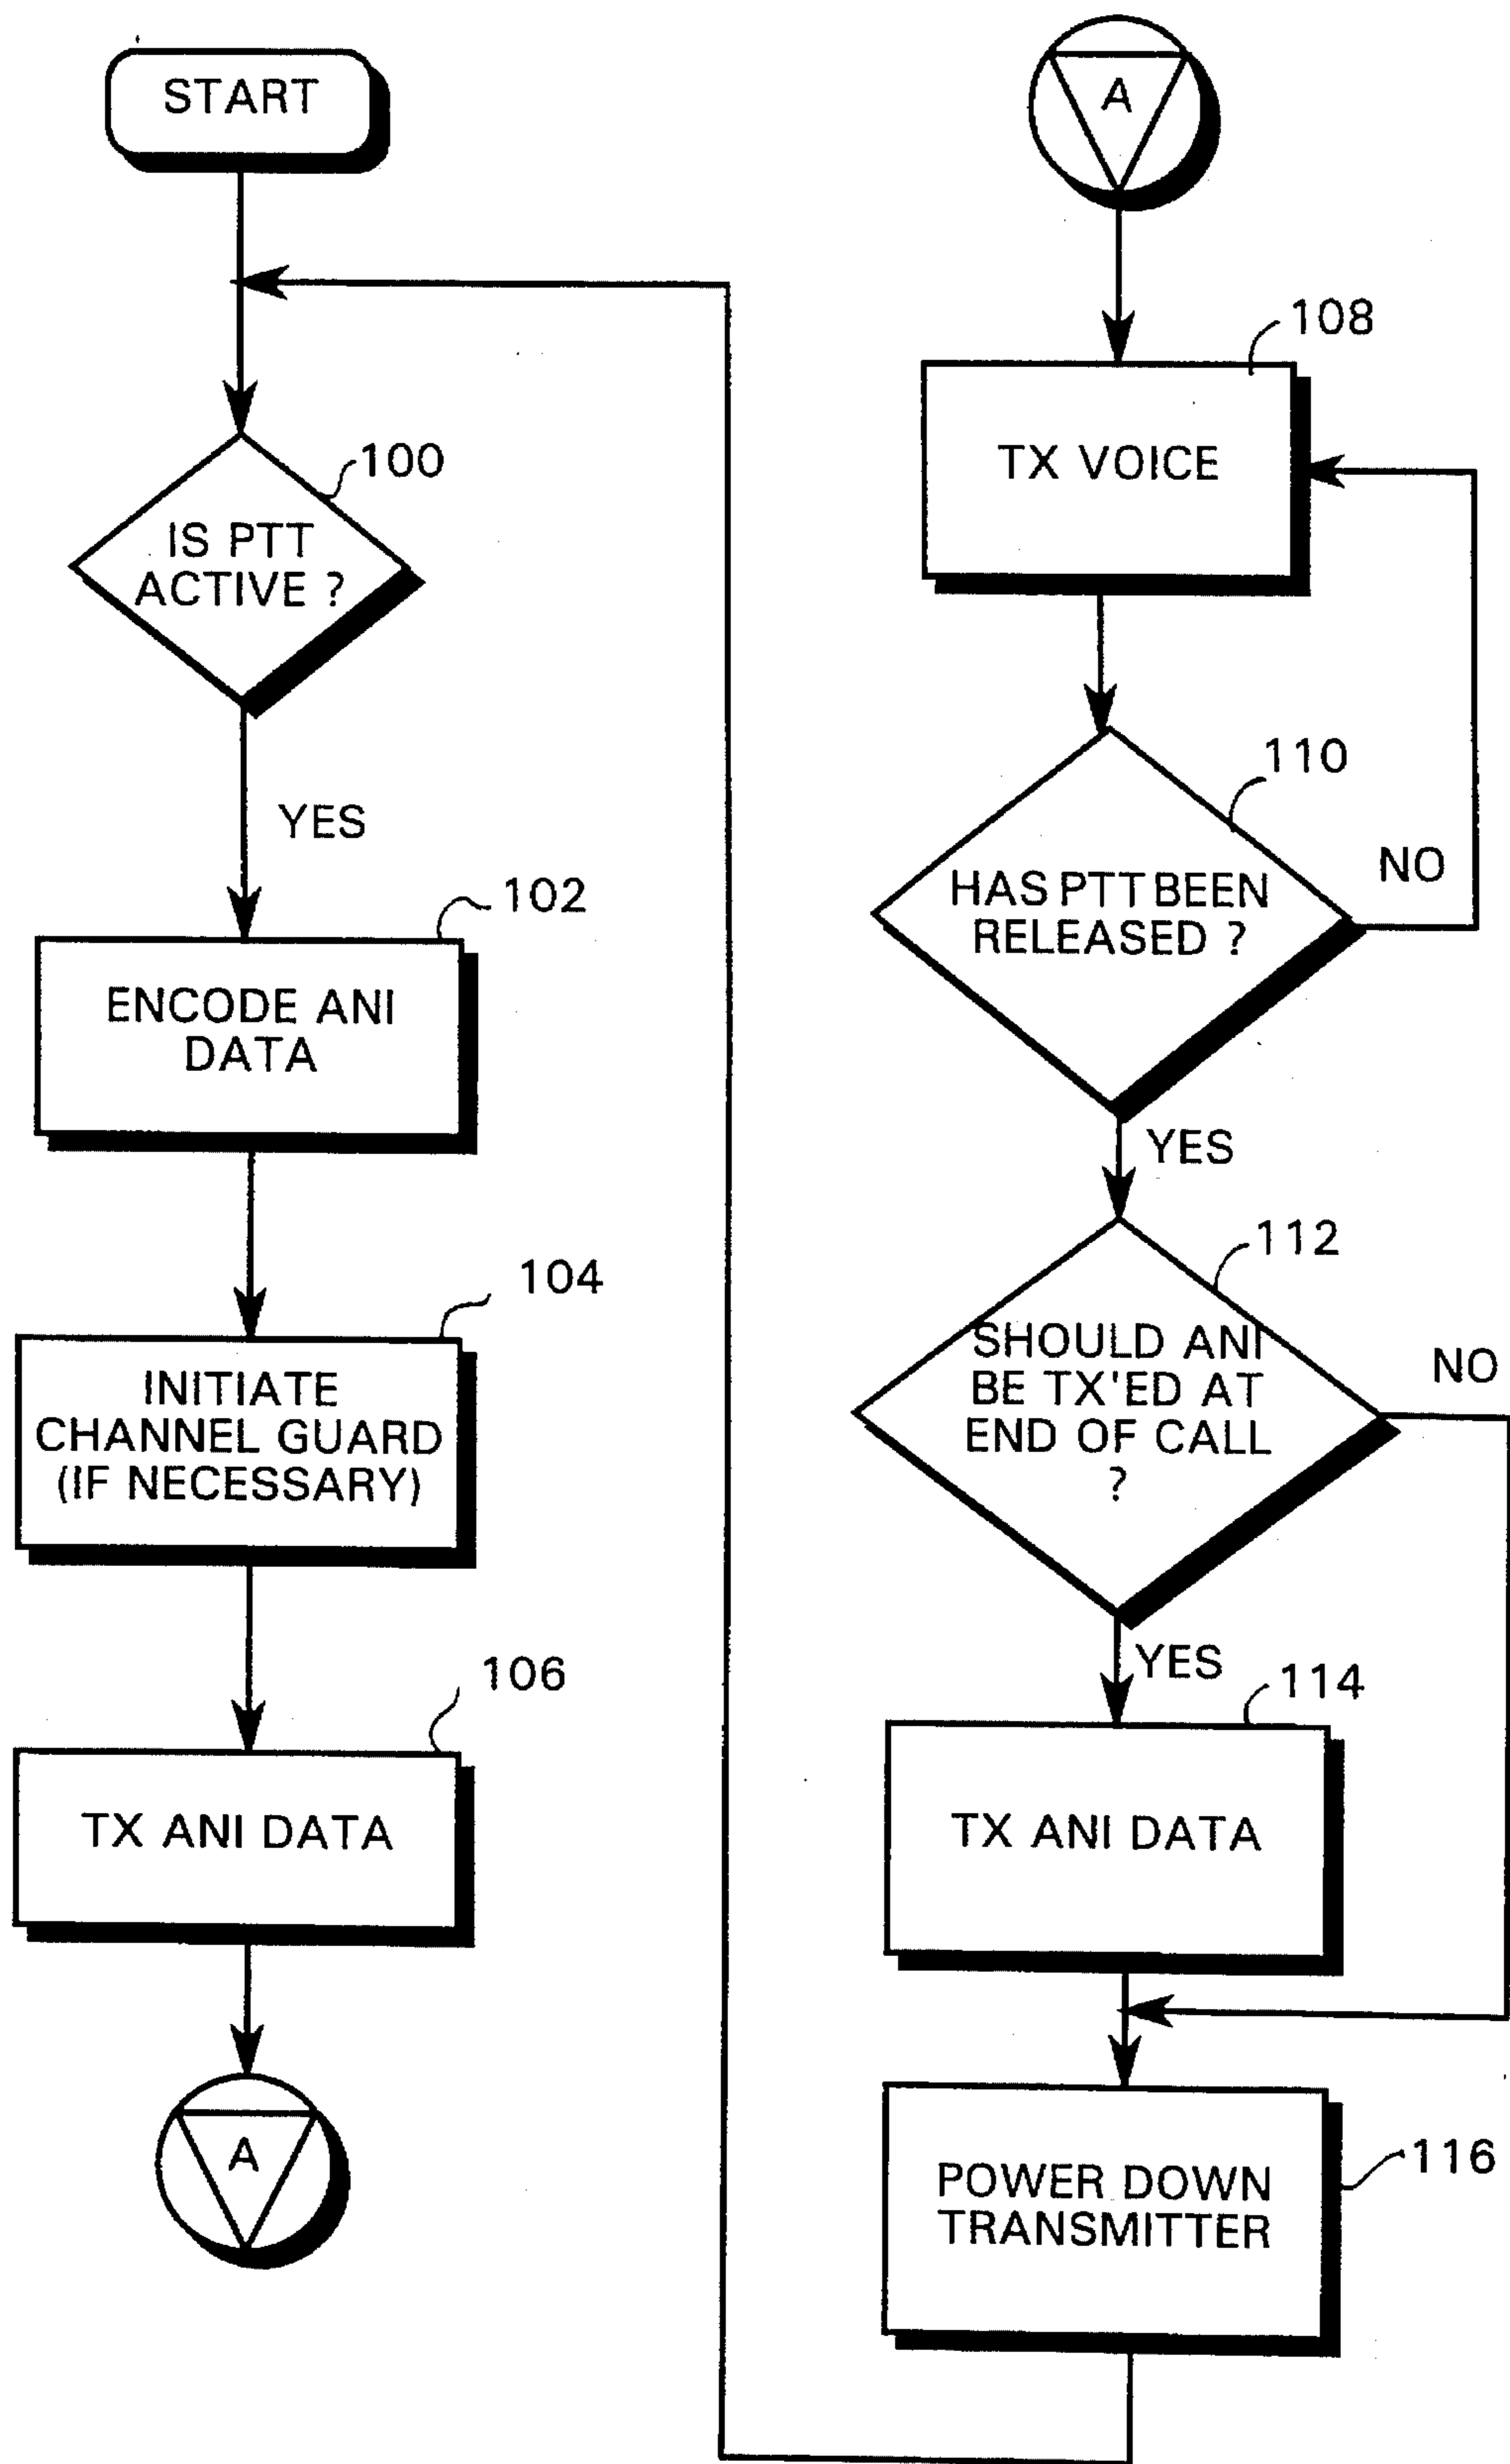 START
100
IS PTT
ACTIVE ?
YES
102
ENCODE ANI
DATA
104
INITIATE
CHANNEL GUARD
(IF NECESSARY)
106
TX ANI DATA
A
A
108
TX VOICE
110
HAS PTT BEEN
RELEASED ?
NO
YES
112
SHOULD ANI
BE TX'ED AT
END OF CALL
?
NO
YES
114
TX ANI DATA
116
POWER DOWN
TRANSMITTER